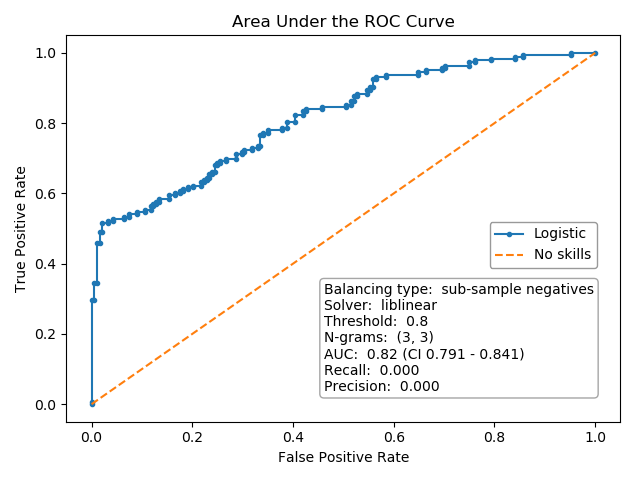 Area Under the ROC Curve
True Positive Rate
1.0
0.8
0.6
0.4
0.2
0.0
Logistic
No skills
Balancing type:  sub-sample negatives
Solver:  liblinear
Threshold:  0.8
N-grams:  (3, 3)
AUC:  0.82 (CI 0.791 - 0.841)
Recall:  0.000
Precision:  0.000
0.0 0.2 0.4 0.6 0.8 1.0
False Positive Rate